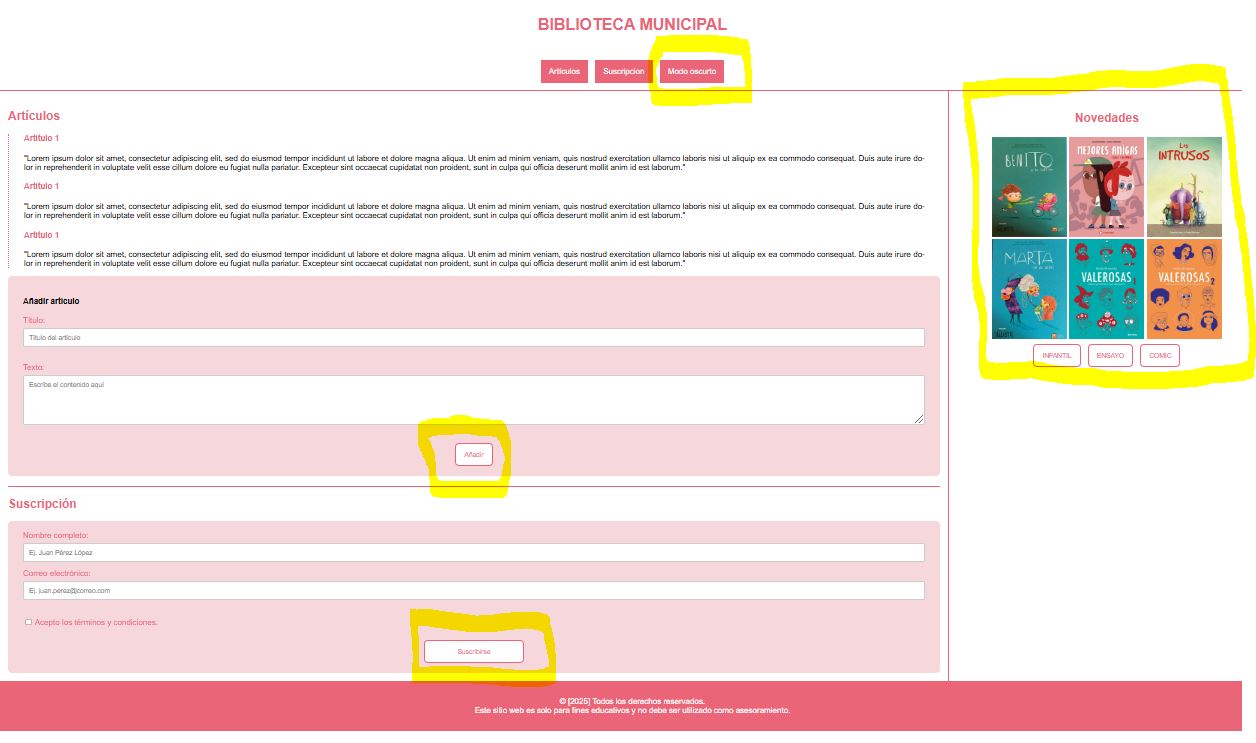 BIBLIOTECA MUNICIPAL
Artículos
Suscripcion
Modo oscurto
Artículos
Artitulo 1
"Lorem ipsum dolor sit amet, consectetur adipiscing elit, sed do eiusmod tempor incididunt ut labore et dolore magna aliqua. Ut enim ad minim veniam, quis nostrud exercitation ullamco laboris nisi ut aliquip ex ea commodo consequat. Duis aute irure do-
lor in reprehenderit in voluptate velit esse cillum dolore eu fugiat nulla pariatur. Excepteur sint occaecat cupidatat non proident, sunt in culpa qui officia deserunt mollit anim id est laborum."
Artitulo 1
"Lorem ipsum dolor sit amet, consectetur adipiscing elit, sed do eiusmod tempor incididunt ut labore et dolore magna aliqua. Ut enim ad minim veniam, quis nostrud exercitation ullamco laboris nisi ut aliquip ex ea commodo consequat. Duis aute irure do-
lor in reprehenderit in voluptate velit esse cillum dolore eu fugiat nulla pariatur. Excepteur sint occaecat cupidatat non proident, sunt in culpa qui officia deserunt mollit anim id est laborum."
Artitulo 1
"Lorem ipsum dolor sit amet, consectetur adipiscing elit, sed do eiusmod tempor incididunt ut labore et dolore magna aliqua. Ut enim ad minim veniam, quis nostrud exercitation ullamco laboris nisi ut aliquip ex ea commodo consequat. Duis aute irure do-
lor in reprehenderit in voluptate velit esse cillum dolore eu fugiat nulla pariatur. Excepteur sint occaecat cupidatat non proident, sunt in culpa qui officia deserunt mollit anim id est laborum."
Añadir artículo
Título:
Título del artículo
Texto:
Escribe el contenido aquí
Añadir
Suscripción
Nombre completo:
Ej. Juan Pérez López
Correo electrónico:
Ej. juan.perez@correo.com
Acepto los términos y condiciones.
Suscribirse
Novedades
BENITO
MEJORES AMIGAS
Los
INTRUSOS
MARTA
VALEROSAS
1
VALEROSAS
2
INFANTIL
ENSAYO
COMIC
© [2025] Todos los derechos reservados.
Este sitio web es solo para fines educativos y no debe ser utilizado como asesoramiento.